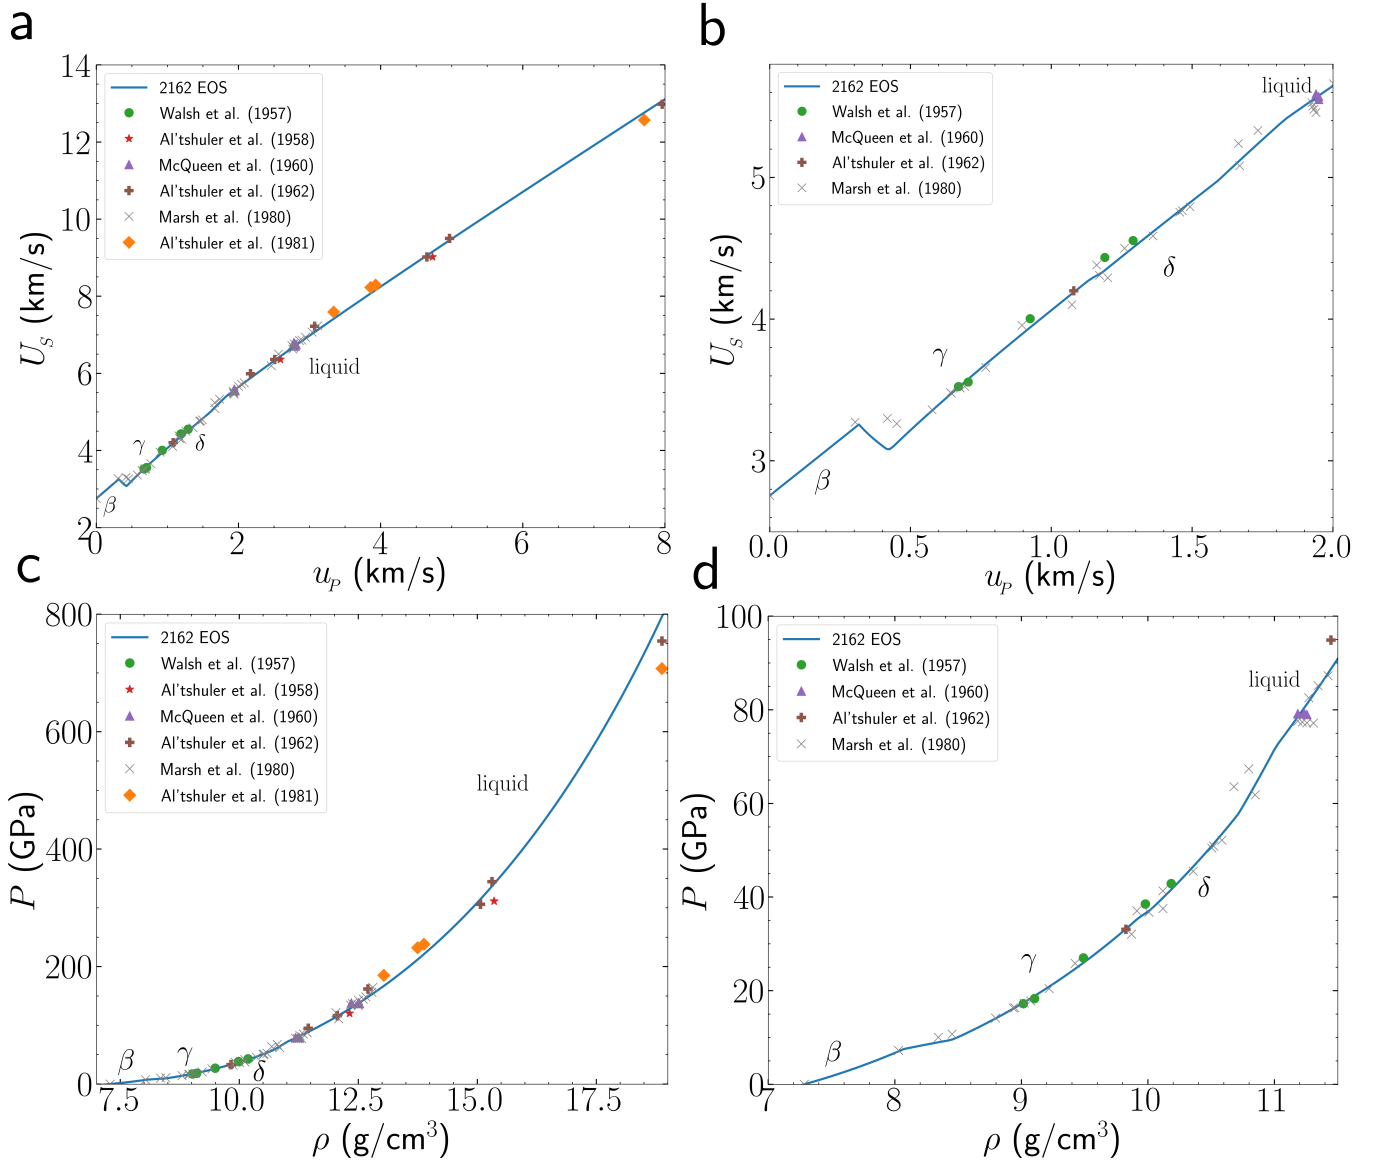 a
14
12
10
8
6
4
2
0
2
4
6
8
U_S (km/s)
u_P (km/s)
2162 EOS
Walsh et al. (1957)
Al'tshuler et al. (1958)
McQueen et al. (1960)
Al'tshuler et al. (1962)
Marsh et al. (1980)
Al'tshuler et al. (1981)
liquid
γ
δ
β
b
5
4
3
0.0
0.5
1.0
1.5
2.0
U_S (km/s)
u_P (km/s)
2162 EOS
Walsh et al. (1957)
McQueen et al. (1960)
Al'tshuler et al. (1962)
Marsh et al. (1980)
liquid
δ
γ
β
c
800
600
400
200
0
7.5
10.0
12.5
15.0
17.5
P (GPa)
ρ (g/cm³)
2162 EOS
Walsh et al. (1957)
Al'tshuler et al. (1958)
McQueen et al. (1960)
Al'tshuler et al. (1962)
Marsh et al. (1980)
Al'tshuler et al. (1981)
liquid
β
γ
δ
d
100
80
60
40
20
0
7
8
9
10
11
P (GPa)
ρ (g/cm³)
2162 EOS
Walsh et al. (1957)
McQueen et al. (1960)
Al'tshuler et al. (1962)
Marsh et al. (1980)
liquid
δ
γ
β